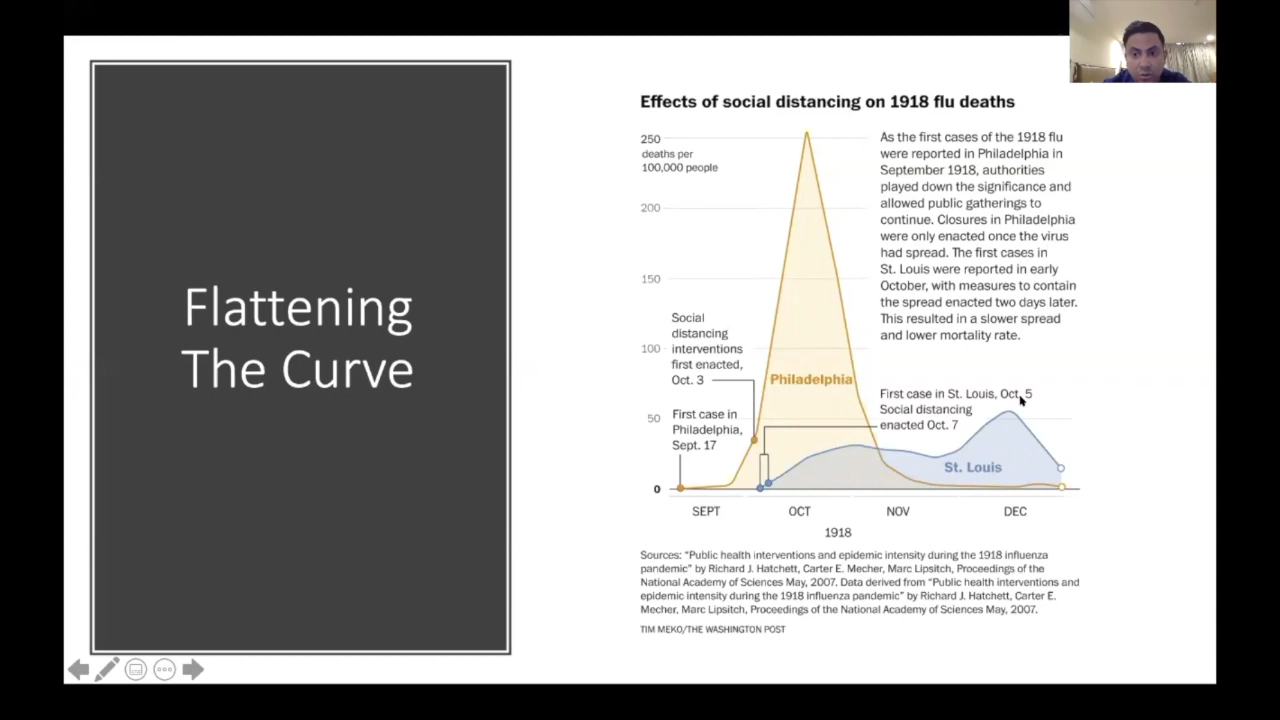 Flattening
The Curve
Effects of social distancing on 1918 flu deaths
250
deaths per
100,000 people
200
150
100
50
0
Social
distancing
interventions
first enacted,
Oct. 3
First case in
Philadelphia,
Sept. 17
Philadelphia
As the first cases of the 1918 flu
were reported in Philadelphia in
September 1918, authorities
played down the significance and
allowed public gatherings to
continue. Closures in Philadelphia
were only enacted once the virus
had spread. The first cases in
St. Louis were reported in early
October, with measures to contain
the spread enacted two days later.
This resulted in a slower spread
and lower mortality rate.
First case in St. Louis, Oct. 5
Social distancing
enacted Oct. 7
St. Louis
SEPT OCT NOV DEC
1918
Sources: “Public health interventions and epidemic intensity during the 1918 influenza
pandemic” by Richard J. Hatchett, Carter E. Mecher, Marc Lipsitch, Proceedings of the
National Academy of Sciences May, 2007. Data derived from “Public health interventions and
epidemic intensity during the 1918 influenza pandemic” by Richard J. Hatchett, Carter E.
Mecher, Marc Lipsitch, Proceedings of the National Academy of Sciences May, 2007.
TIM MEKO/THE WASHINGTON POST